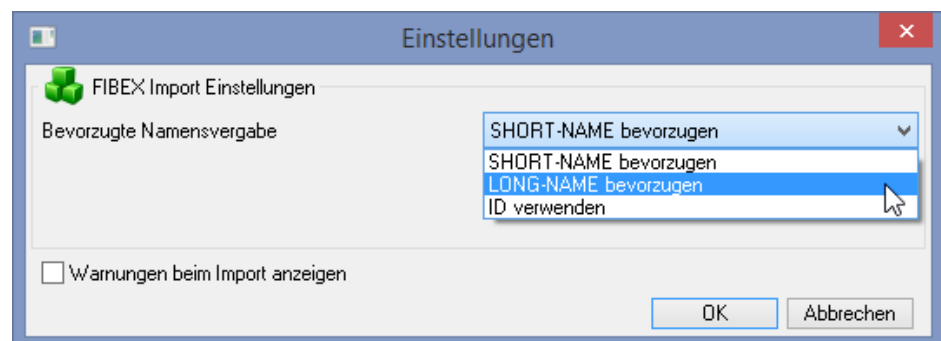 Einstellungen
FIBEX Import Einstellungen
Bevorzugte Namensvergabe
SHORT-NAME bevorzugen
SHORT-NAME bevorzugen
LONG-NAME bevorzugen
ID verwenden
Warnungen beim Import anzeigen
OK Abbrechen